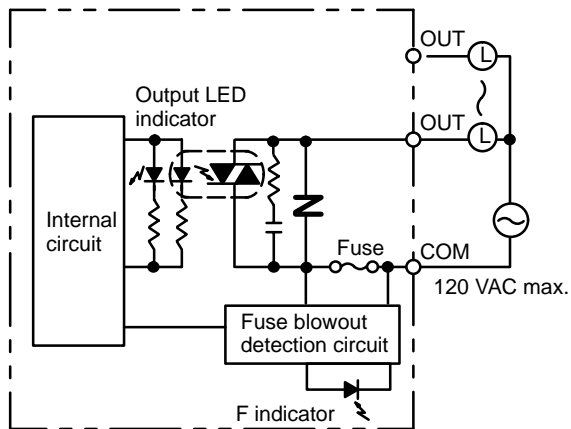 OUT
L
Output LED
indicator
OUT
L
Internal
circuit
Fuse
COM
120 VAC max.
Fuse blowout
detection circuit
F indicator